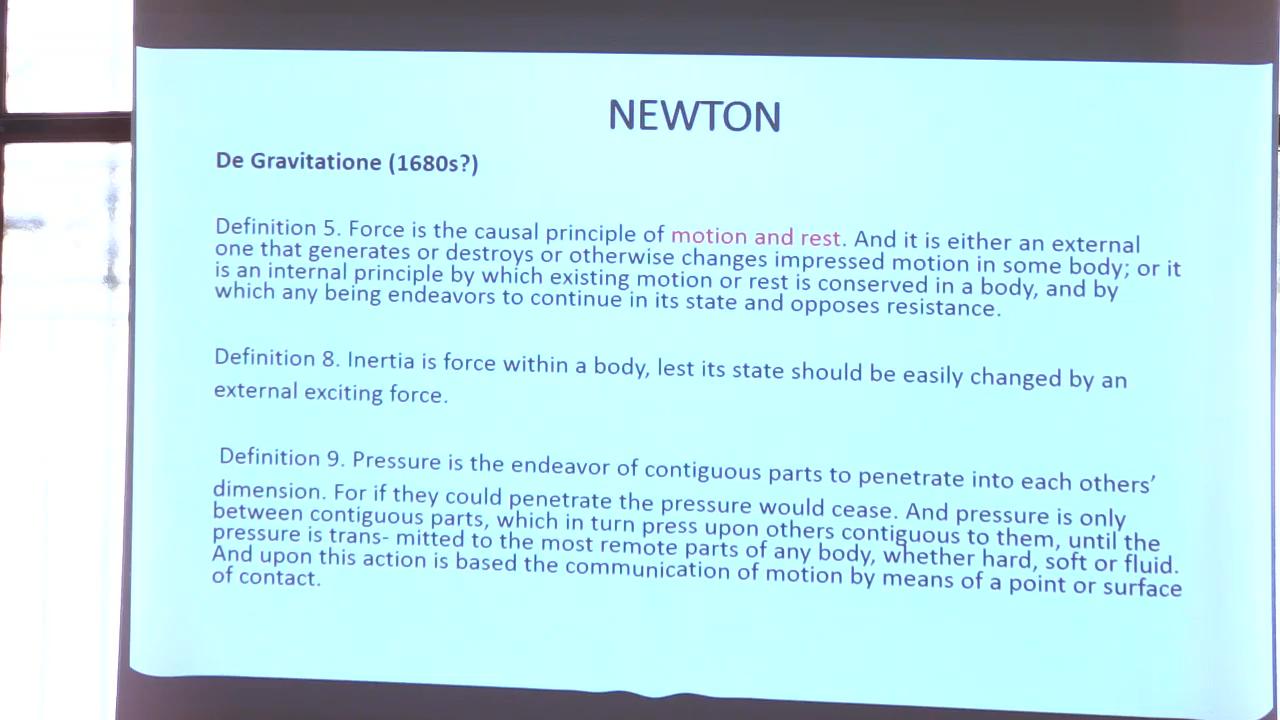 NEWTON
De Gravitatione (1680s?)
Definition 5. Force is the causal principle of motion and rest. And it is either an external
one that generates or destroys or otherwise changes impressed motion in some body; or it
is an internal principle by which existing motion or rest is conserved in a body, and by
which any being endeavors to continue in its state and opposes resistance.
Definition 8. Inertia is force within a body, lest its state should be easily changed by an
external exciting force.
Definition 9. Pressure is the endeavor of contiguous parts to penetrate into each others’
dimension. For if they could penetrate the pressure would cease. And pressure is only
between contiguous parts, which in turn press upon others contiguous to them, until the
pressure is trans- mitted to the most remote parts of any body, whether hard, soft or fluid.
And upon this action is based the communication of motion by means of a point or surface
of contact.